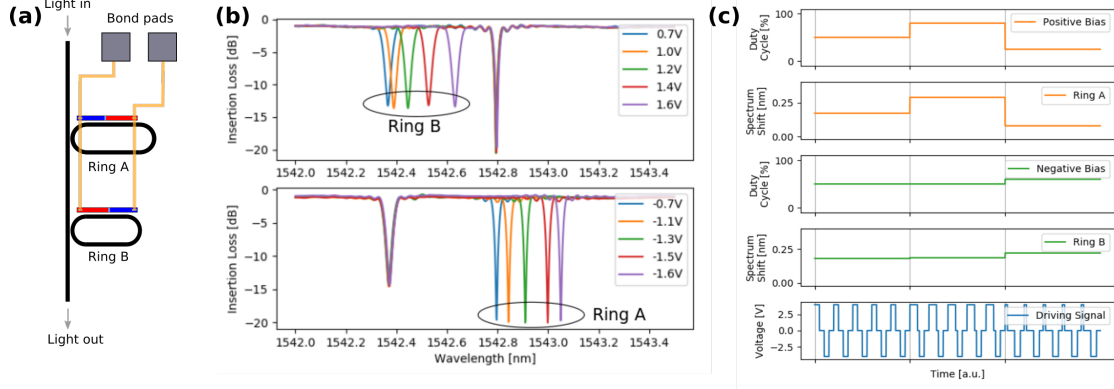 (a)
Light in
Bond pads
Ring A
Ring B
Light out
(b)
Insertion Loss [dB]
0
−5
−10
−15
−20
0.7V
1.0V
1.2V
1.4V
1.6V
Ring B
1542.0 1542.2 1542.4 1542.6 1542.8 1543.0 1543.2 1543.4
Insertion Loss [dB]
0
−5
−10
−15
−20
-0.7V
-1.1V
-1.3V
-1.5V
-1.6V
Ring A
1542.0 1542.2 1542.4 1542.6 1542.8 1543.0 1543.2 1543.4
Wavelength [nm]
(c)
Duty
Cycle [%]
100
0
Positive Bias
Spectrum
Shift [nm]
0.25
0.00
Ring A
Duty
Cycle [%]
100
0
Negative Bias
Spectrum
Shift [nm]
0.25
0.00
Ring B
Voltage [V]
2.5
0.0
−2.5
Driving Signal
Time [a.u.]